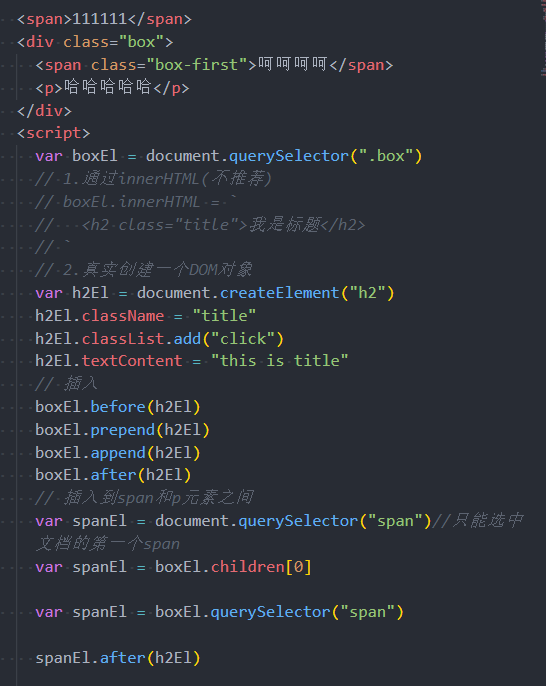 <span>111111</span>
<div class="box">
<span class="box-first">呵呵呵呵</span>
<p>哈哈哈哈哈</p>
</div>
<script>
var boxEl = document.querySelector(".box")
// 1.通过innerHTML(不推荐)
// boxEl.innerHTML = `
//   <h2 class="title">我是标题</h2>
// `
// 2.真实创建一个DOM对象
var h2El = document.createElement("h2")
h2El.className = "title"
h2El.classList.add("click")
h2El.textContent = "this is title"
// 插入
boxEl.before(h2El)
boxEl.prepend(h2El)
boxEl.append(h2El)
boxEl.after(h2El)
// 插入到span和p元素之间
var spanEl = document.querySelector("span")//只能选中
文档的第一个span
var spanEl = boxEl.children[0]
var spanEl = boxEl.querySelector("span")
spanEl.after(h2El)